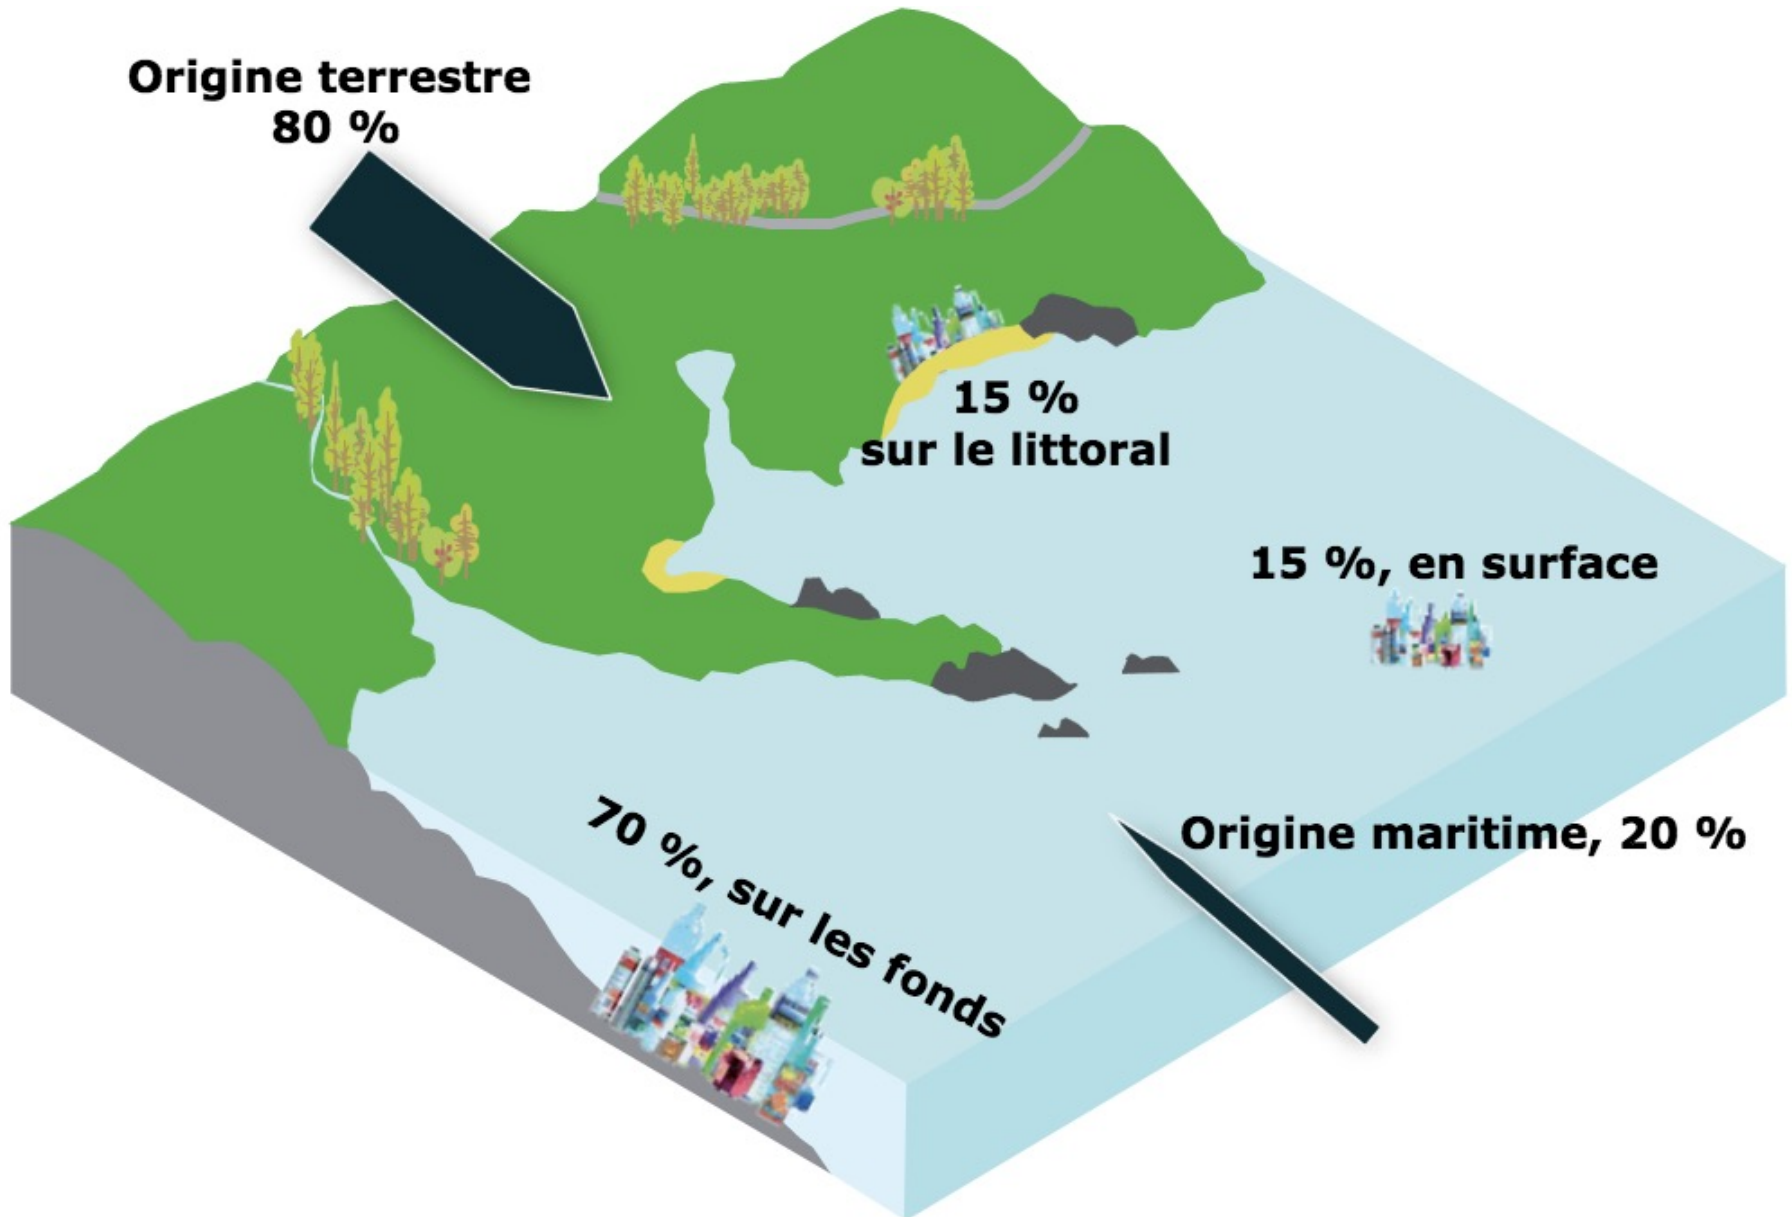 Origine terrestre
80 %
15 %
sur le littoral
15 %, en surface
Origine maritime, 20 %
70 %, sur les fonds